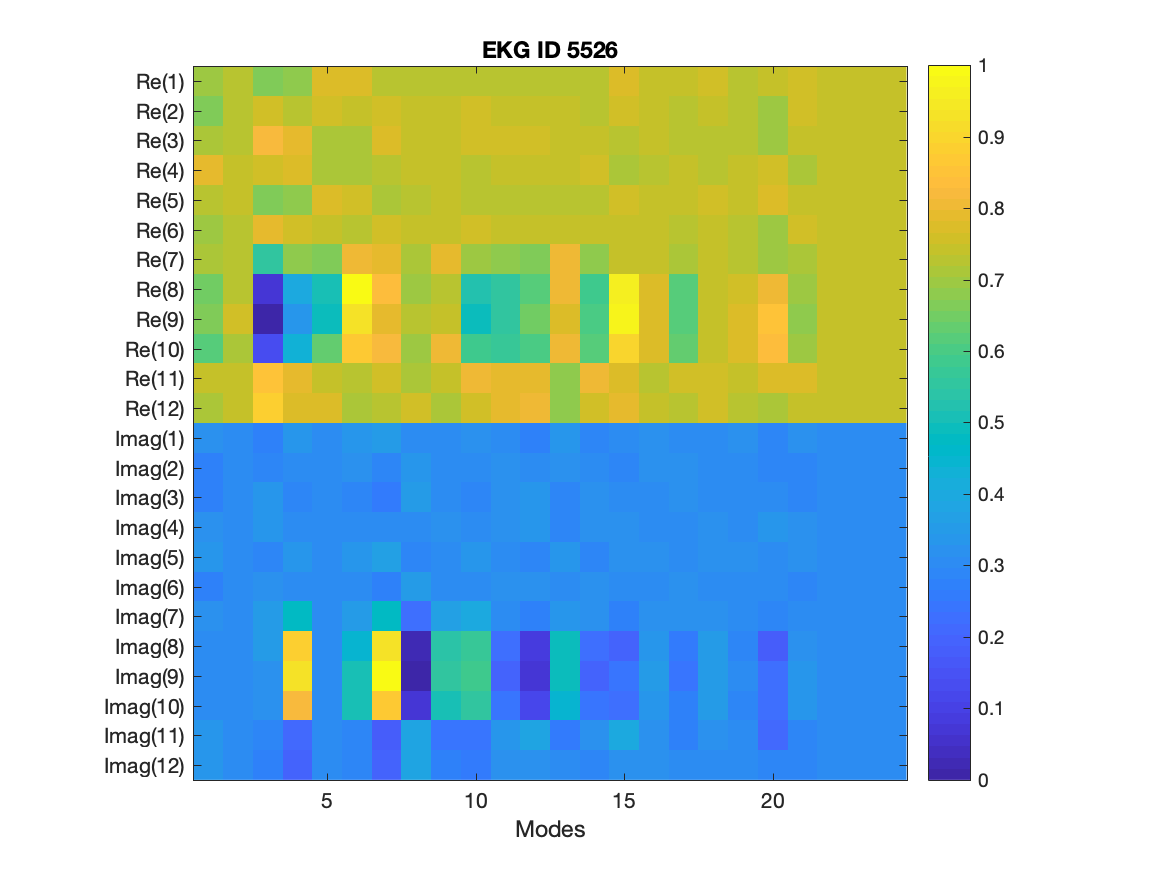 EKG ID 5526
Re(1)
Re(2)
Re(3)
Re(4)
Re(5)
Re(6)
Re(7)
Re(8)
Re(9)
Re(10)
Re(11)
Re(12)
Imag(1)
Imag(2)
Imag(3)
Imag(4)
Imag(5)
Imag(6)
Imag(7)
Imag(8)
Imag(9)
Imag(10)
Imag(11)
Imag(12)
5 10 15 20
Modes
1
0.9
0.8
0.7
0.6
0.5
0.4
0.3
0.2
0.1
0